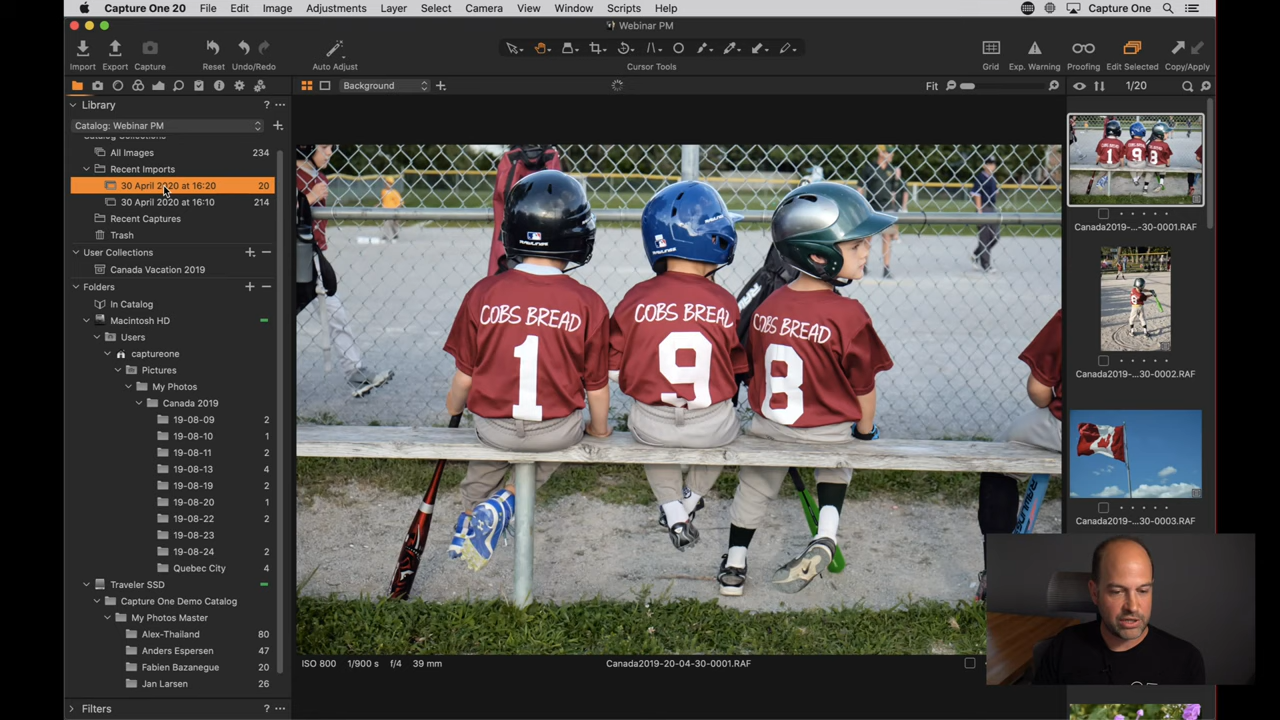 Capture One 20 File Edit Image Adjustments Layer Select Camera View Window Scripts Help Capture One
Webinar PM
Import Export Capture Reset Undo/Redo Auto Adjust Cursor Tools Grid Exp. Warning Proofing Edit Selected Copy/Apply
Library ? ...
Background
Fit
1/20
Catalog: Webinar PM
Catalog Collections
All Images 234
Recent Imports
30 April 2020 at 16:20 20
30 April 2020 at 16:10 214
Recent Captures
Trash
User Collections
Canada Vacation 2019
Folders
In Catalog
Macintosh HD
Users
captureone
Pictures
My Photos
Canada 2019
19-08-09 2
19-08-10 1
19-08-11 2
19-08-13 4
19-08-19 2
19-08-20 1
19-08-22 2
19-08-23
19-08-24 2
Quebec City 4
Traveler SSD
Capture One Demo Catalog
My Photos Master
Alex-Thailand 80
Anders Espersen 47
Fabien Bazanegue 20
Jan Larsen 26
Filters ? ...
RAWLINGS
COBS BREAD
1
COBS BREAD
9
COBS BREAD
8
ISO 800 1/900 s f/4 39 mm
Canada2019-20-04-30-0001.RAF
Canada2019-...-30-0001.RAF
Canada2019-...-30-0002.RAF
Canada2019-...-30-0003.RAF